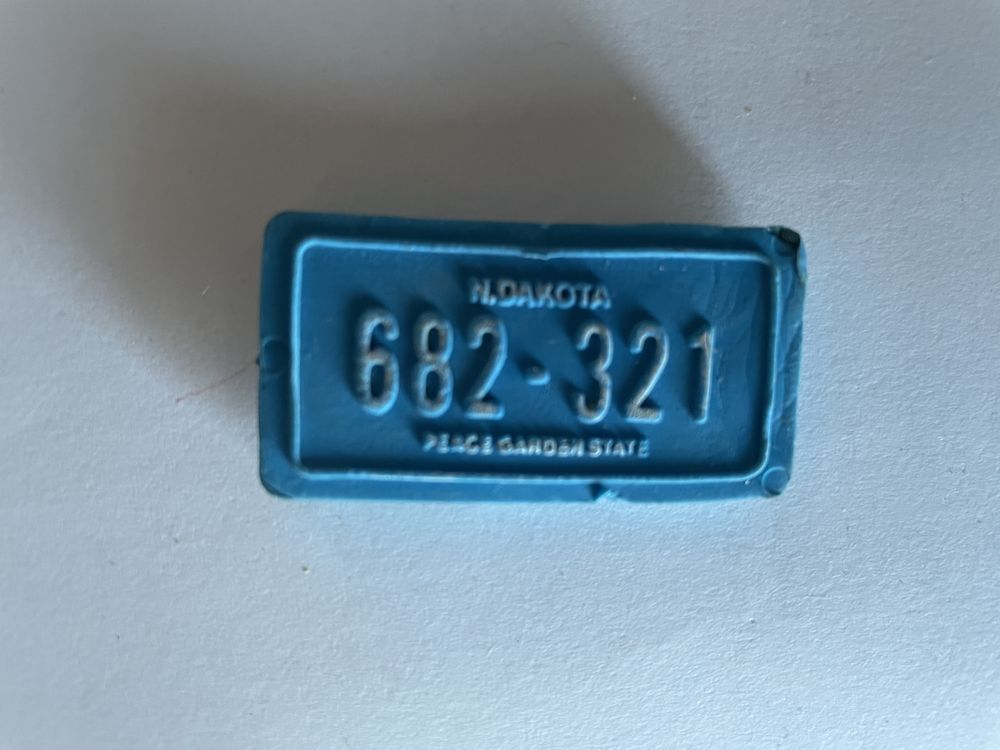 N.DAKOTA
682-321
PEACE GARDEN STATE